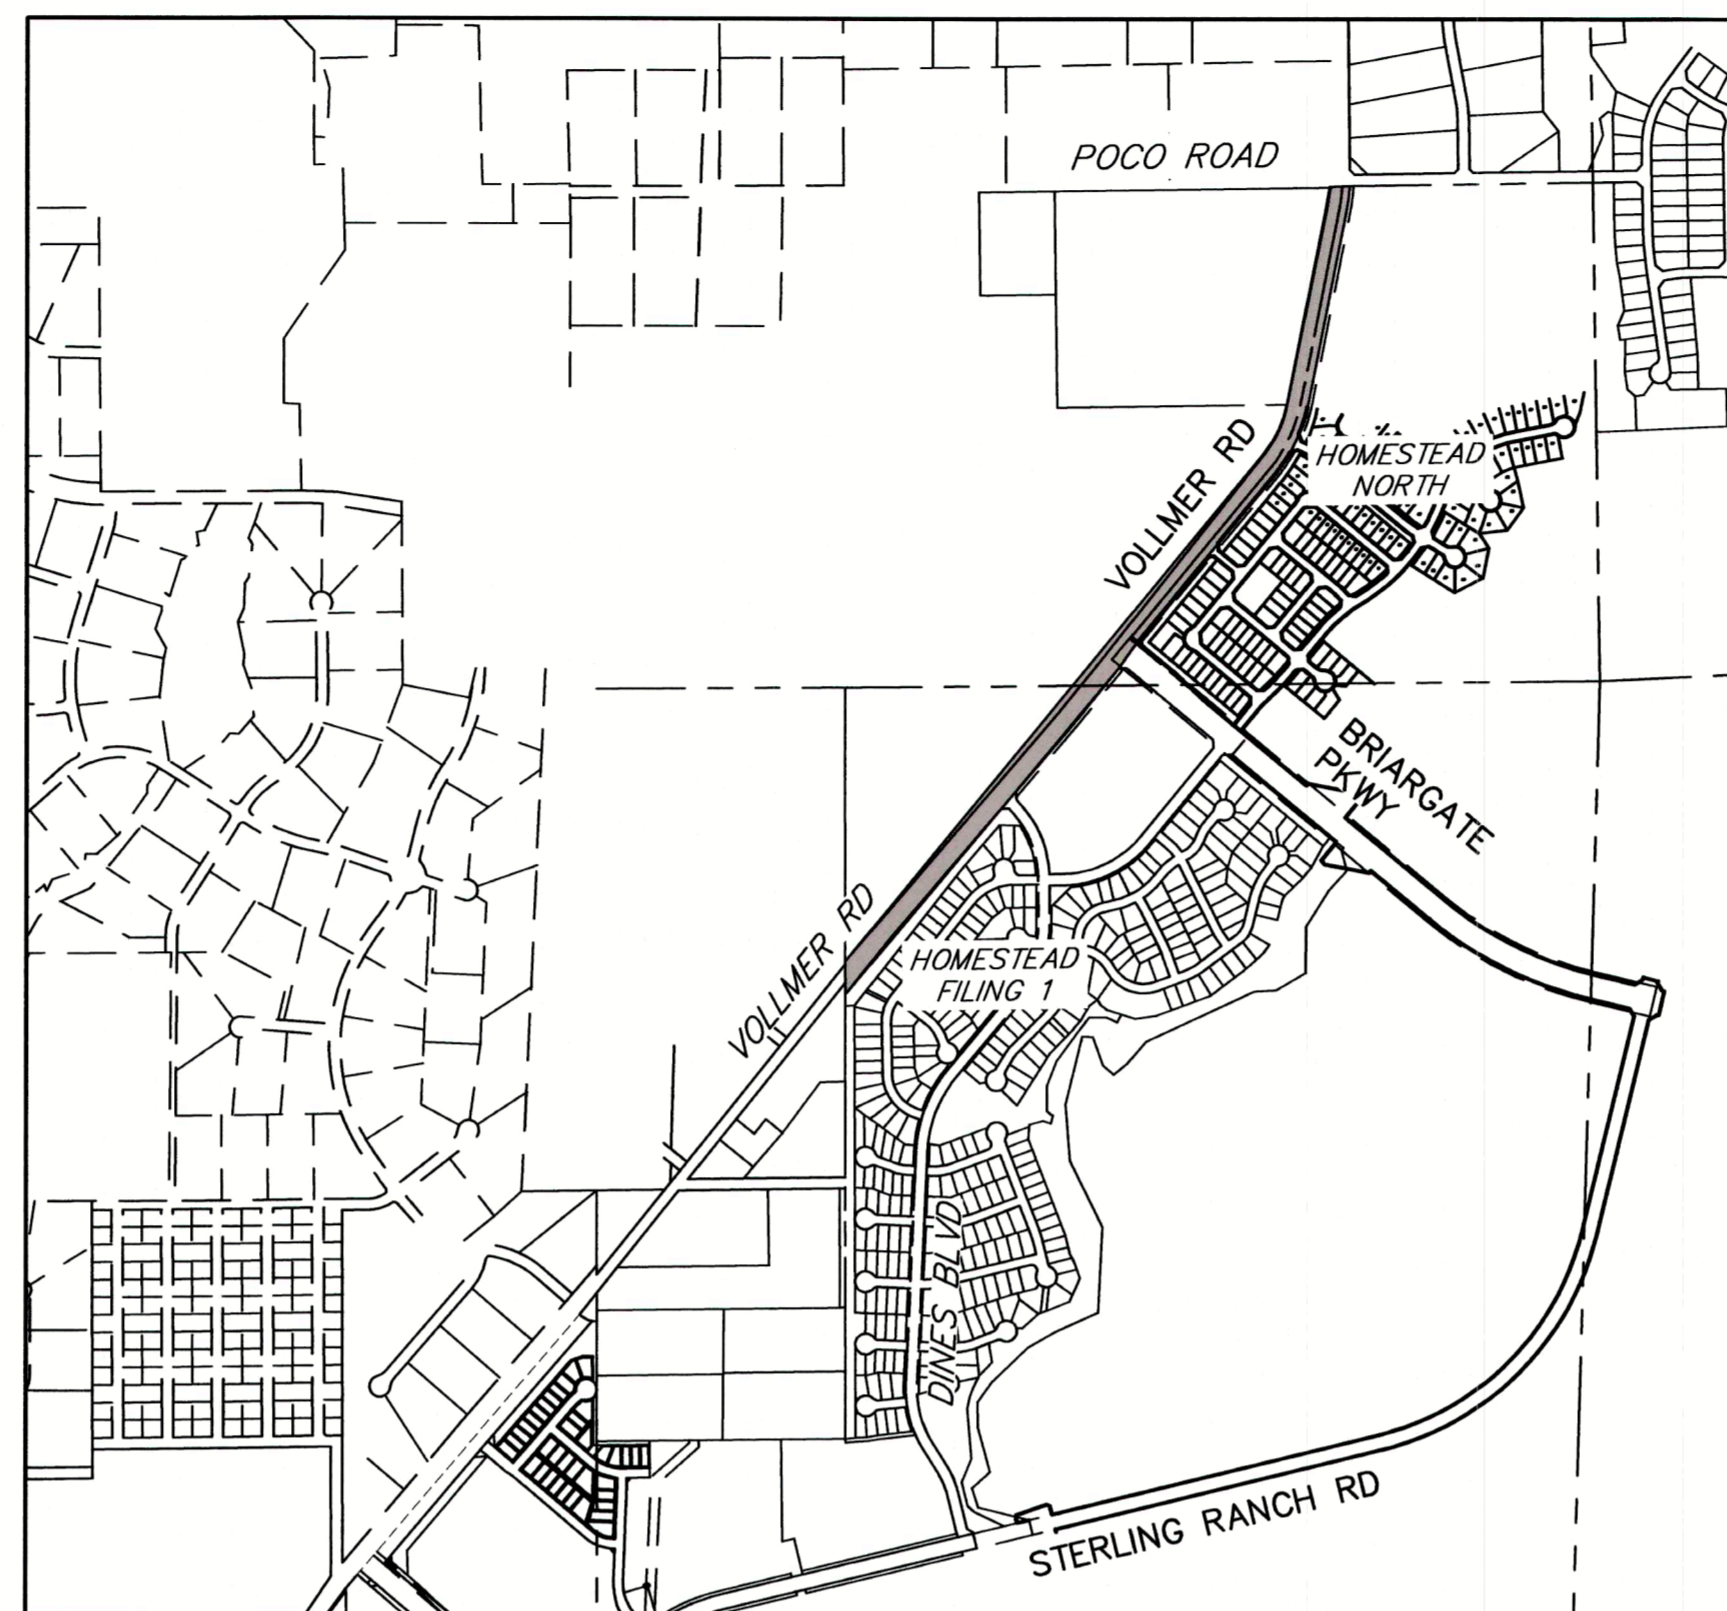 POCO ROAD
VOLLMER RD
HOMESTEAD
NORTH
BRIARGATE
PKWY
VOLLMER RD
HOMESTEAD
FILING 1
DINES BLVD
STERLING RANCH RD